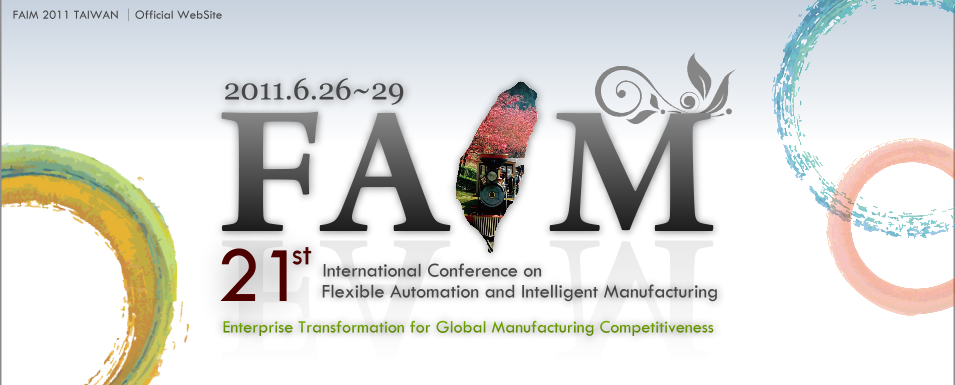 FAIM 2011 TAIWAN | Official WebSite
2011.6.26~29
FAIM
21st International Conference on
Flexible Automation and Intelligent Manufacturing
Enterprise Transformation for Global Manufacturing Competitiveness